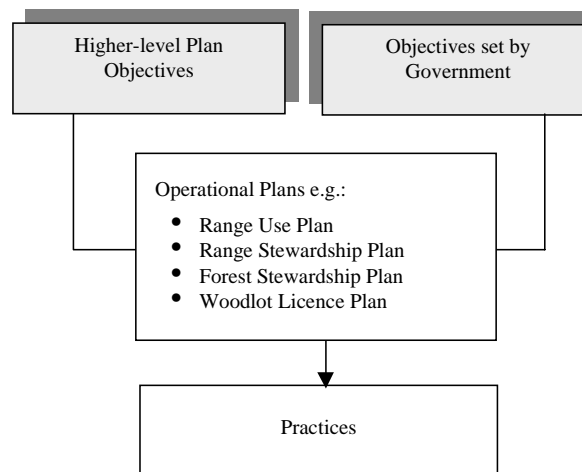 Higher-level Plan
Objectives
Objectives set by
Government
Operational Plans e.g.:
• Range Use Plan
• Range Stewardship Plan
• Forest Stewardship Plan
• Woodlot Licence Plan
Practices